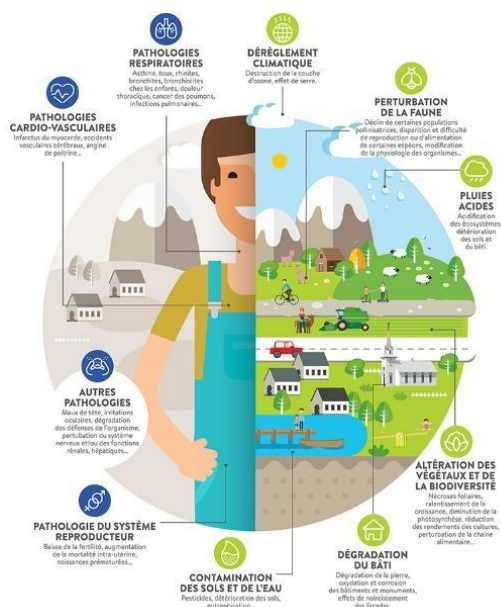 PATHOLOGIES
RESPIRATOIRES
Asthme, toux, rhinites,
bronchites, bronchiolites
chez les enfants, douleur
thoracique, cancer des poumons,
infections pulmonaires...
DÉRÈGLEMENT
CLIMATIQUE
Destruction de la couche
d'ozone, effet de serre.
PATHOLOGIES
CARDIO-VASCULAIRES
Infarctus du myocarde, accidents
vasculaires cérébraux, angine
de poitrine...
PERTURBATION
DE LA FAUNE
Déclin de certaines populations
pollinisatrices, disparition et difficulté
de reproduction ou d'alimentation
de certaines espèces, modification
de la physiologie des organismes...
PLUIES
ACIDES
Acidification
des écosystèmes
détérioration
des sols et
du bâti.
AUTRES
PATHOLOGIES
Maux de tête, irritations
oculaires, dégradation
des défenses de l'organisme,
pertubation du système
nerveux et/ou des fonctions
rénales, hépatiques...
ALTÉRATION DES
VÉGÉTAUX ET DE
LA BIODIVERSITÉ
Nécroses foliaires,
ralentissement de la
croissance, diminution de la
photosynthèse, réduction
des rendements des cultures,
perturbation de la chaîne
alimentaire...
PATHOLOGIE DU SYSTÈME
REPRODUCTEUR
Baisse de la fertilité, augmentation
de la mortalité intra utérine,
naissances prématurées...
DÉGRADATION
DU BÂTI
Dégradation de la pierre,
oxydation et corrosion
des bâtiments et monuments,
effets de noircissement
des façades
CONTAMINATION
DES SOLS ET DE L'EAU
Pesticides, détérioration des sols,
eutrophisation